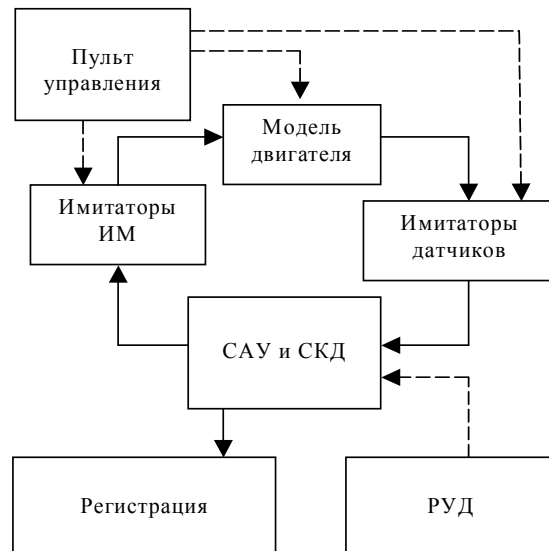 Пульт
управления
Модель
двигателя
Имитаторы
ИМ
Имитаторы
датчиков
САУ и СКД
Регистрация
РУД